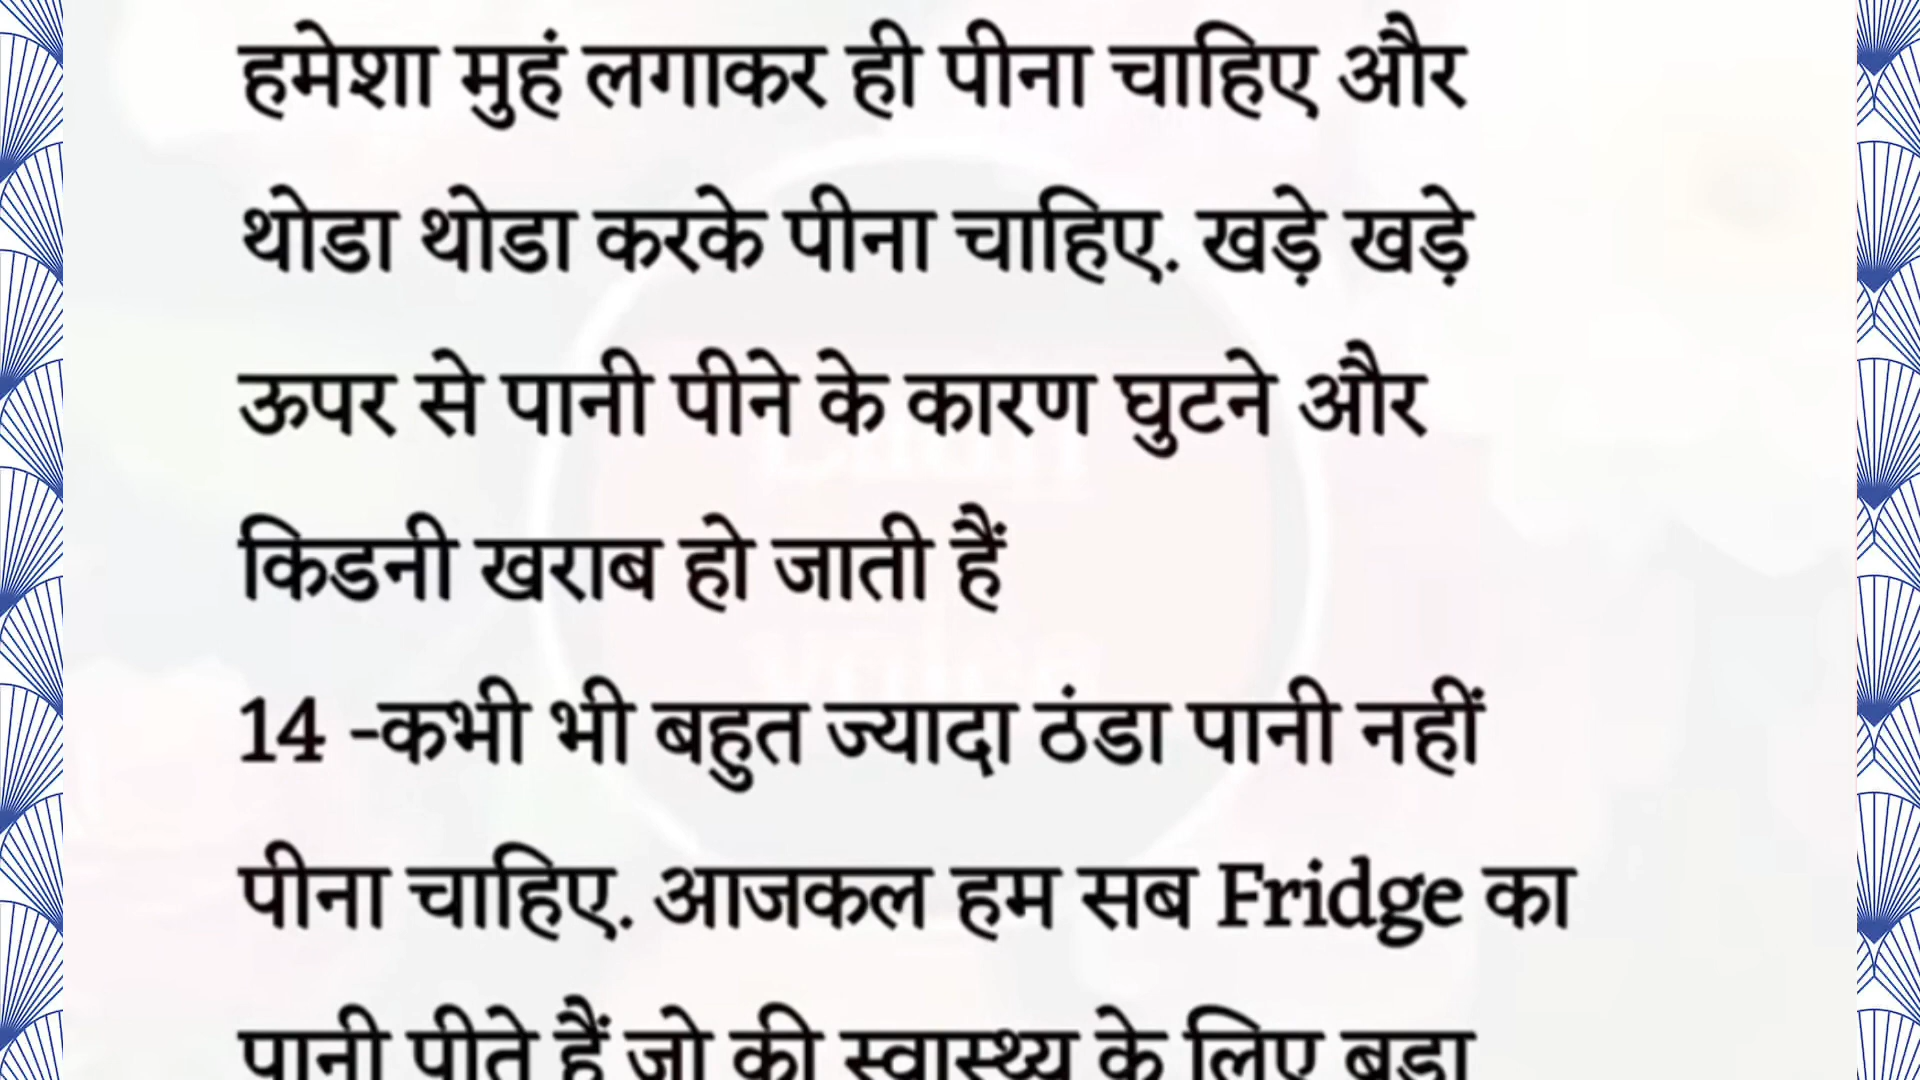 हमेशा मुहं लगाकर ही पीना चाहिए और
थोडा थोडा करके पीना चाहिए. खड़े खड़े
ऊपर से पानी पीने के कारण घुटने और
किडनी खराब हो जाती हैं
14 -कभी भी बहुत ज्यादा ठंडा पानी नहीं
पीना चाहिए. आजकल हम सब Fridge का
पानी पीते हैं जो की स्वास्थ्य के लिए बडा